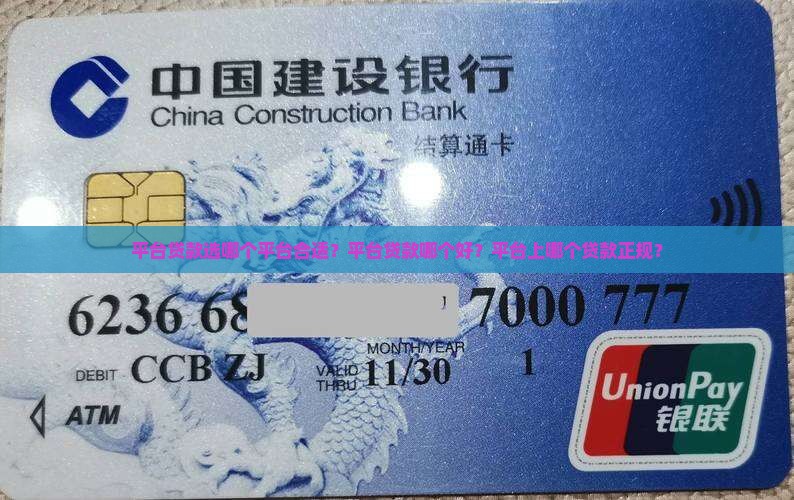 中国建设银行
China Construction Bank
结算通卡
平台贷款选哪个平台合适？平台贷款哪个好？平台上哪个贷款正规？
6236 68 7000 777
DEBIT CCB ZJ
MONTH/YEAR
VALID THRU 11/30 1
ATM
UnionPay
银联